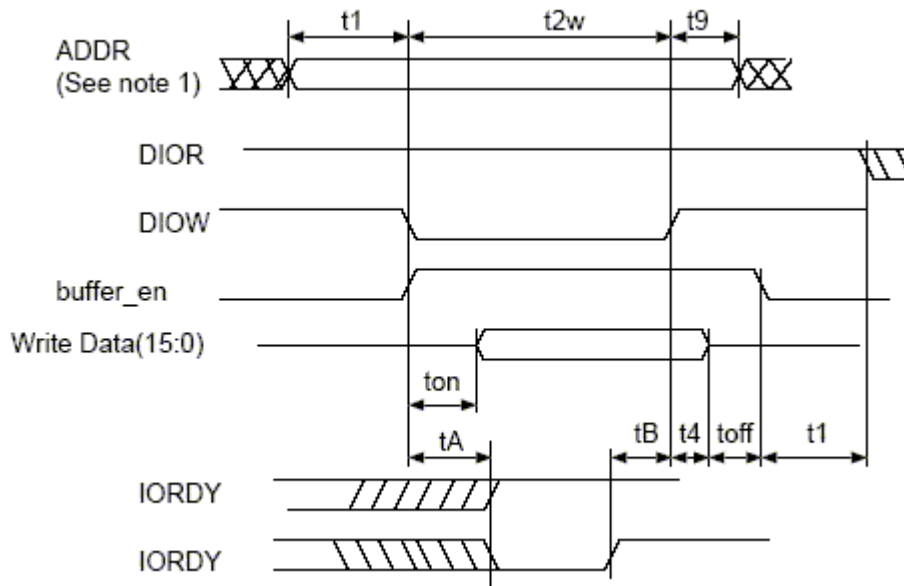 t1 t2w t9
ADDR
(See note 1)
DIOR
DIOW
buffer_en
Write Data(15:0)
ton
tA tB t4 toff t1
IORDY
IORDY